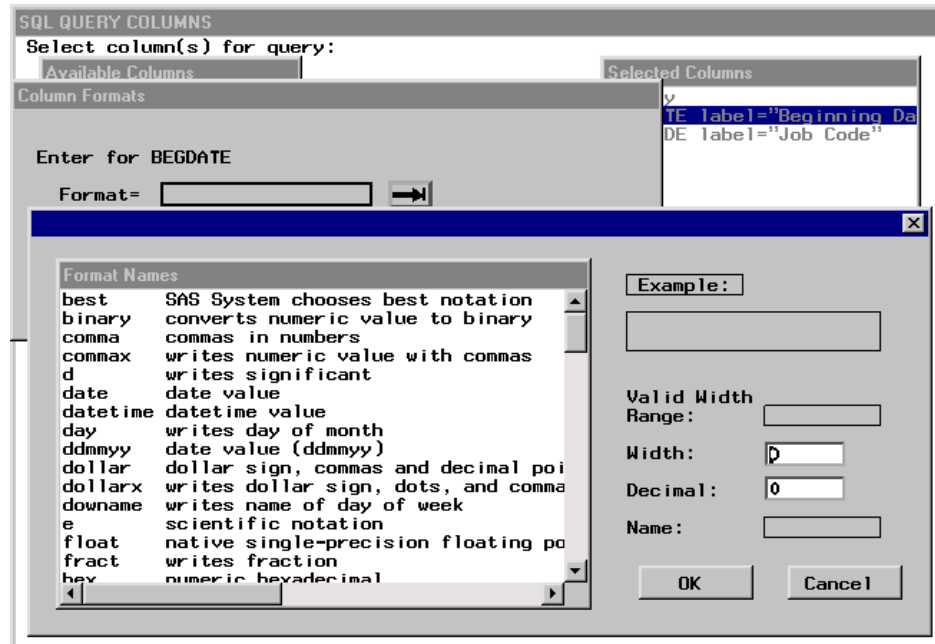 SQL QUERY COLUMNS
Select column(s) for query:
Available Columns
Selected Columns
Column Formats
y
TE label="Beginning Da
DE label="Job Code"
Enter for BEGDATE
Format=
Format Names
best SAS System chooses best notation
binary converts numeric value to binary
comma commas in numbers
commax writes numeric value with commas
d writes significant
date date value
datetime datetime value
day writes day of month
ddmmyy date value (ddmmyy)
dollar dollar sign, commas and decimal poi
dollarx writes dollar sign, dots, and comma
downame writes name of day of week
e scientific notation
float native single-precision floating po
fract writes fraction
hex numeric hexadecimal
Example:
Valid Width
Range:
Width: 0
Decimal: 0
Name:
OK Cancel